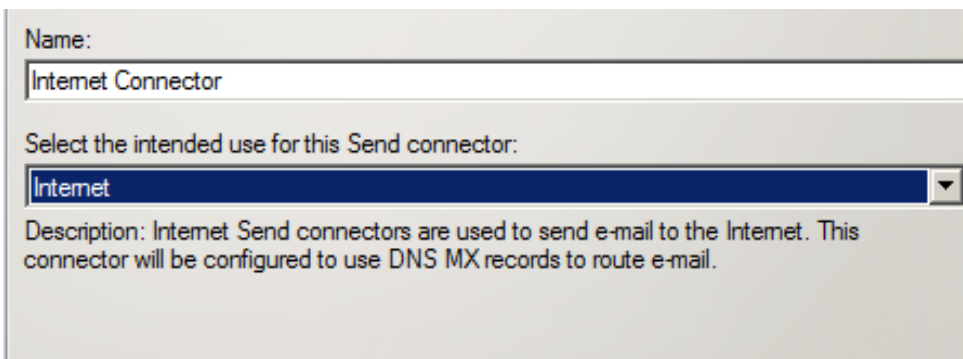 Name:
Internet Connector
Select the intended use for this Send connector:
Internet
Description: Internet Send connectors are used to send e-mail to the Internet. This
connector will be configured to use DNS MX records to route e-mail.